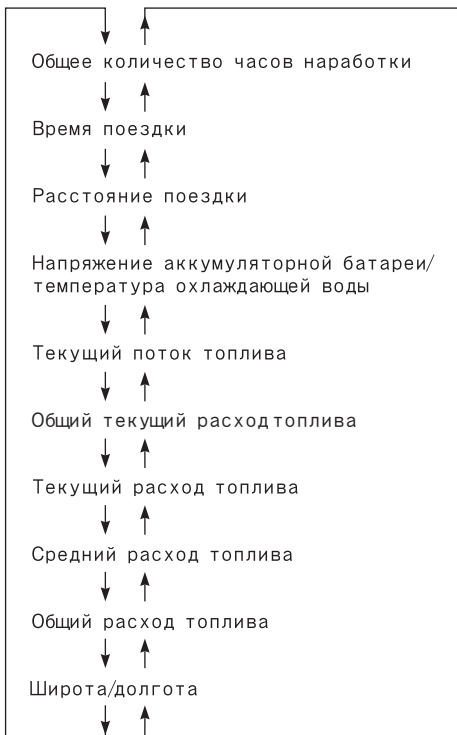 Общее количество часов наработки
Время поездки
Расстояние поездки
Напряжение аккумуляторной батареи/
температура охлаждающей воды
Текущий поток топлива
Общий текущий расход топлива
Текущий расход топлива
Средний расход топлива
Общий расход топлива
Широта/долгота